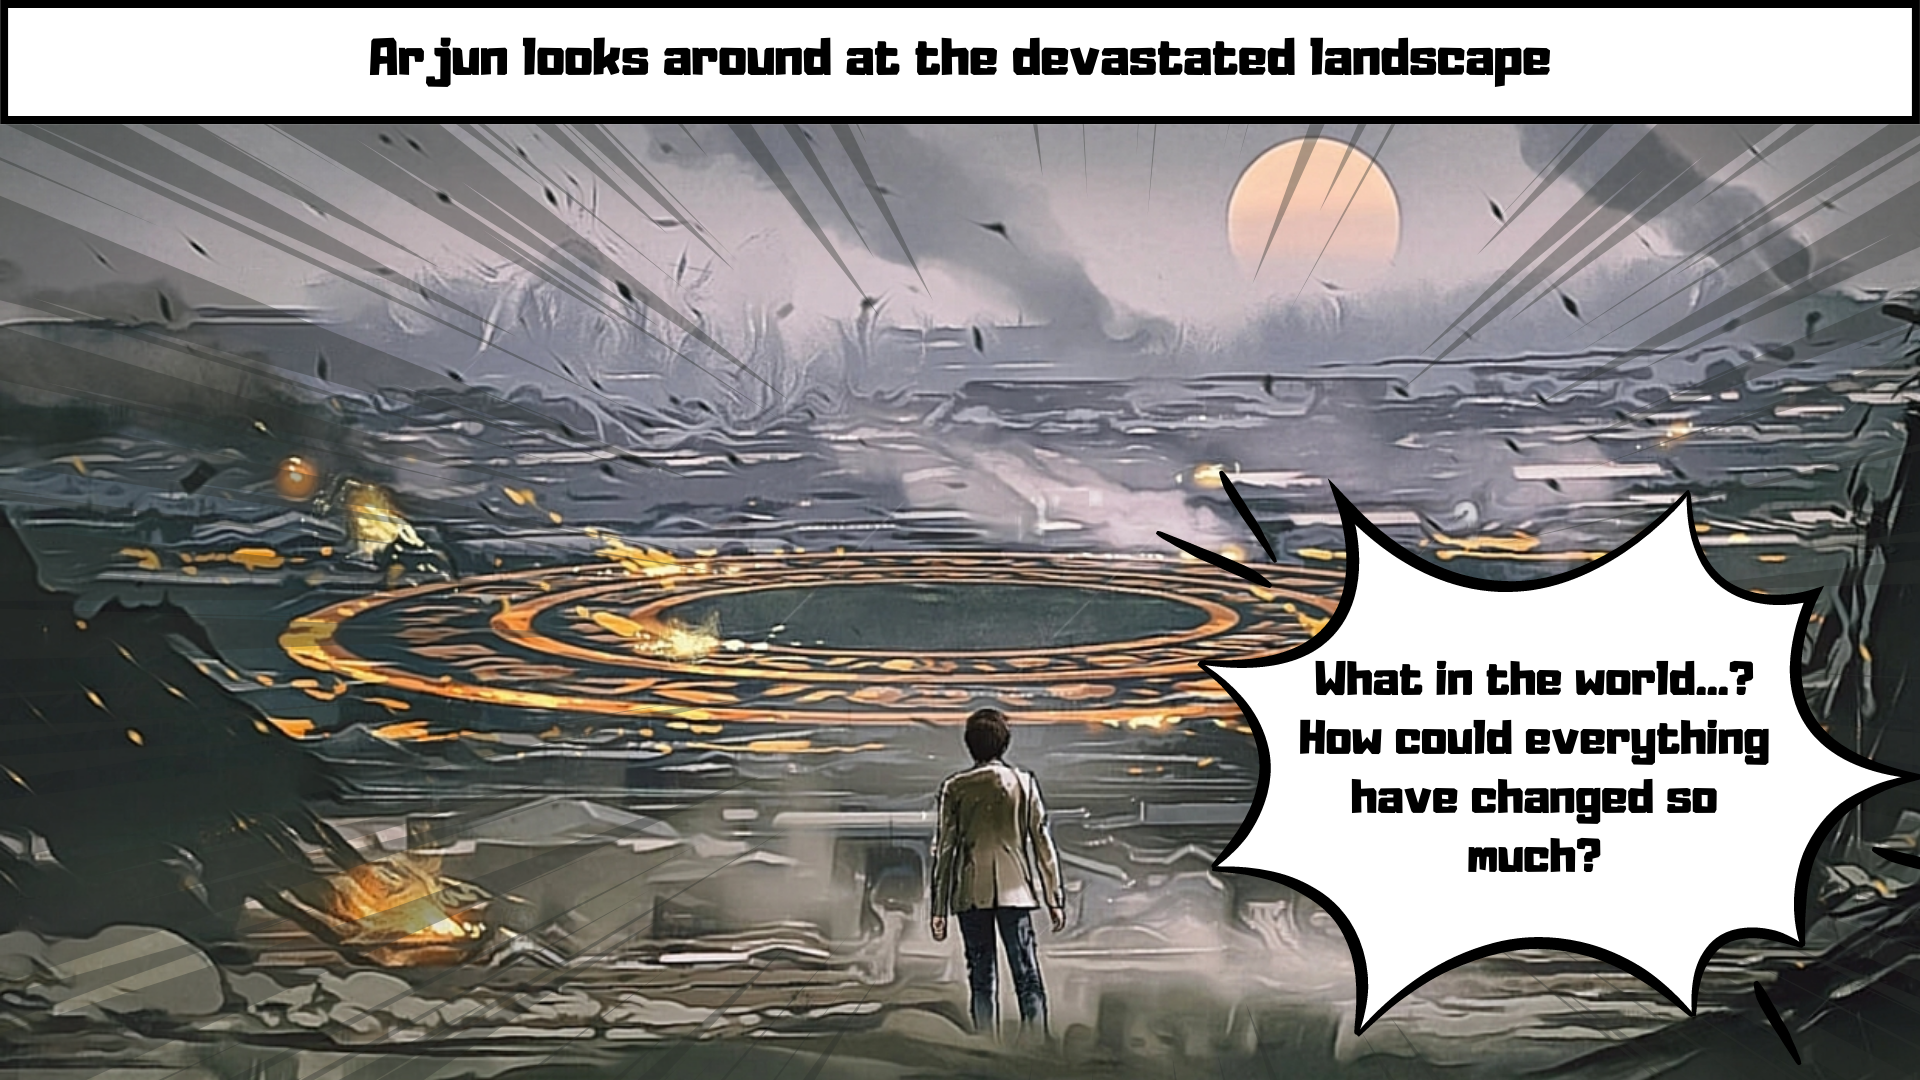 Arjun looks around at the devastated landscape
What in the world...?
How could everything
have changed so
much?